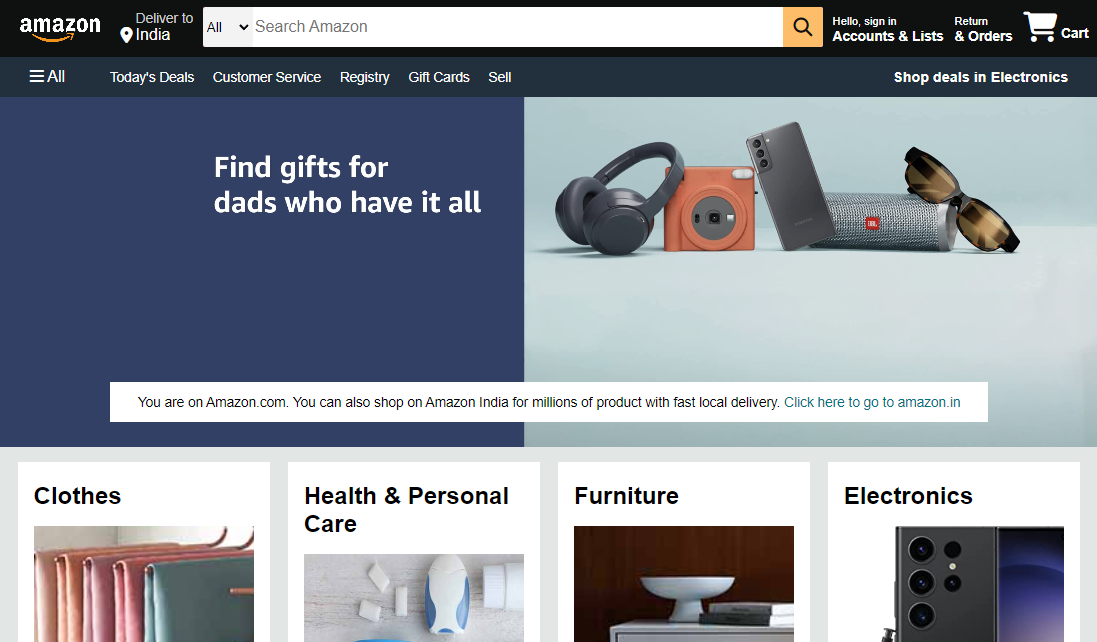 amazon
Deliver to
India
All
Search Amazon
Hello, sign in
Accounts & Lists
Return
& Orders
Cart
All
Today's Deals
Customer Service
Registry
Gift Cards
Sell
Shop deals in Electronics
Find gifts for
dads who have it all
JBL
You are on Amazon.com. You can also shop on Amazon India for millions of product with fast local delivery. Click here to go to amazon.in
Clothes
Health & Personal
Care
Furniture
Electronics